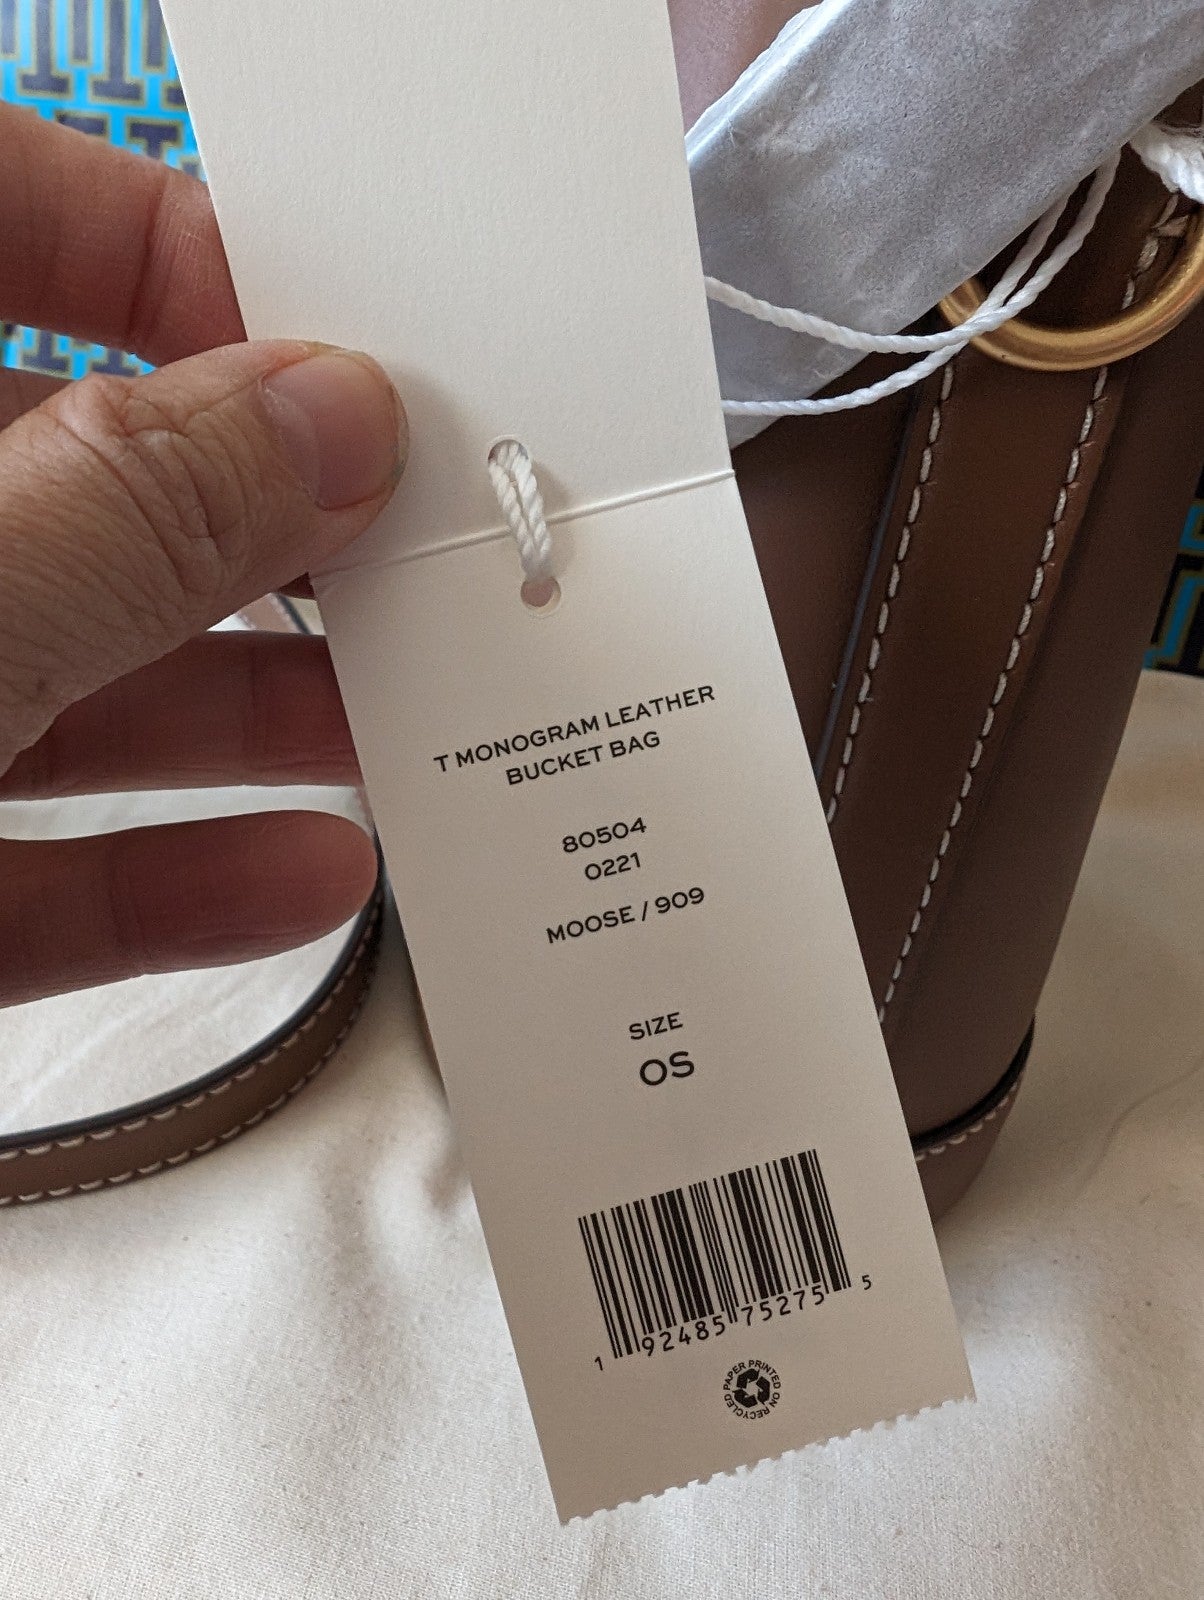 T MONOGRAM LEATHER
BUCKET BAG
80504
0221
MOOSE / 909
SIZE
OS
1 92485 75275 5
PAPER PRINTED ON RECYCLED